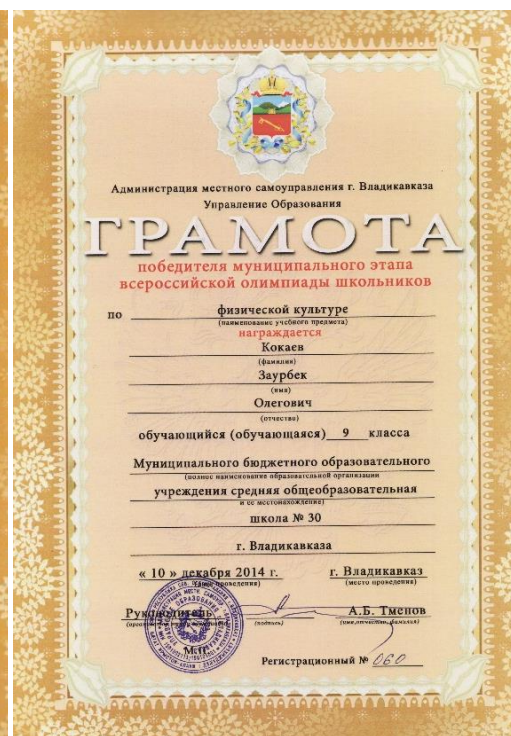 Администрация местного самоуправления г. Владикавказа
Управление Образования
ГРАМОТА
победителя муниципального этапа
всероссийской олимпиады школьников
по физической культуре
(наименование учебного предмета)
награждается
Кокаев
(фамилия)
Заурбек
(имя)
Олегович
(отчество)
обучающийся (обучающаяся) 9 класса
Муниципального бюджетного образовательного
(полное наименование образовательной организации
учреждения средняя общеобразовательная
и ее местонахождение)
школа № 30
г. Владикавказа
« 10 » декабря 2014 г. г. Владикавказ
(дата проведения) (место проведения)
Руководитель А.Б. Тменов
(подпись) (имя, отчество, фамилия)
М.П.
Регистрационный № 060